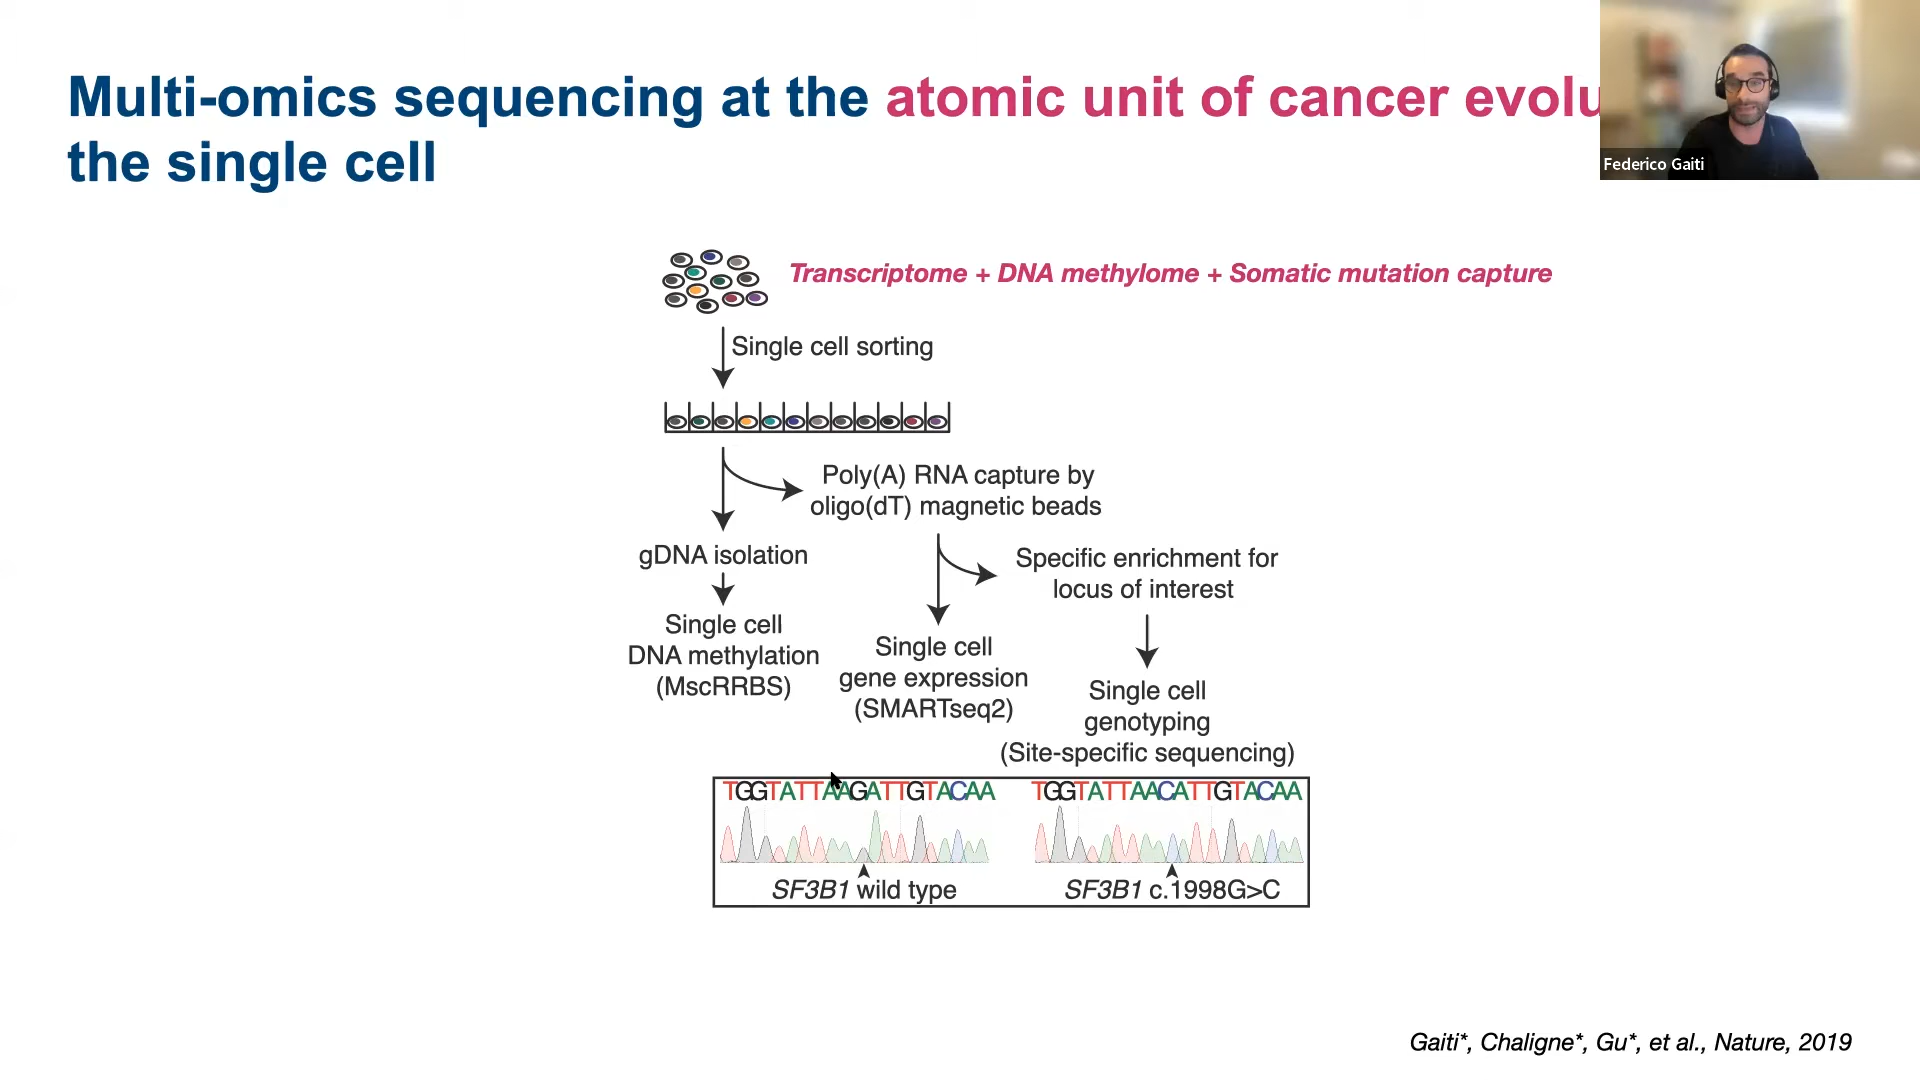 Multi-omics sequencing at the atomic unit of cancer
the single cell
Federico Gaiti
Transcriptome + DNA methylome + Somatic mutation capture
Single cell sorting
Poly(A) RNA capture by
oligo(dT) magnetic beads
gDNA isolation
Specific enrichment for
locus of interest
Single cell
DNA methylation
(MscRRBS)
Single cell
gene expression
(SMARTseq2)
Single cell
genotyping
(Site-specific sequencing)
TGGTATTAAGATTGTACAA
TGGTATTAACATTGTACAA
SF3B1 wild type
SF3B1 c.1998G>C
Gaiti*, Chaligne*, Gu*, et al., Nature, 2019